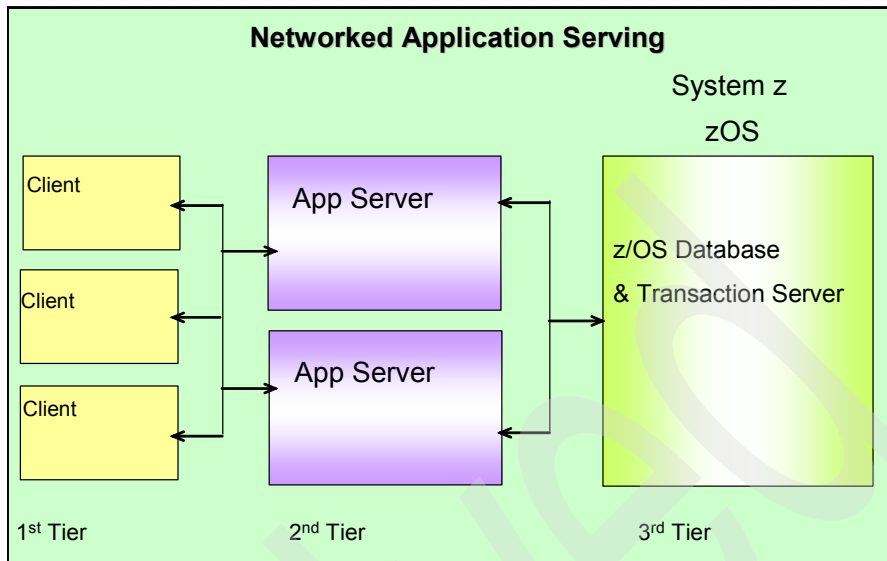 Networked Application Serving
System z
zOS
Client
Client
Client
App Server
App Server
z/OS Database
& Transaction Server
1st Tier
2nd Tier
3rd Tier